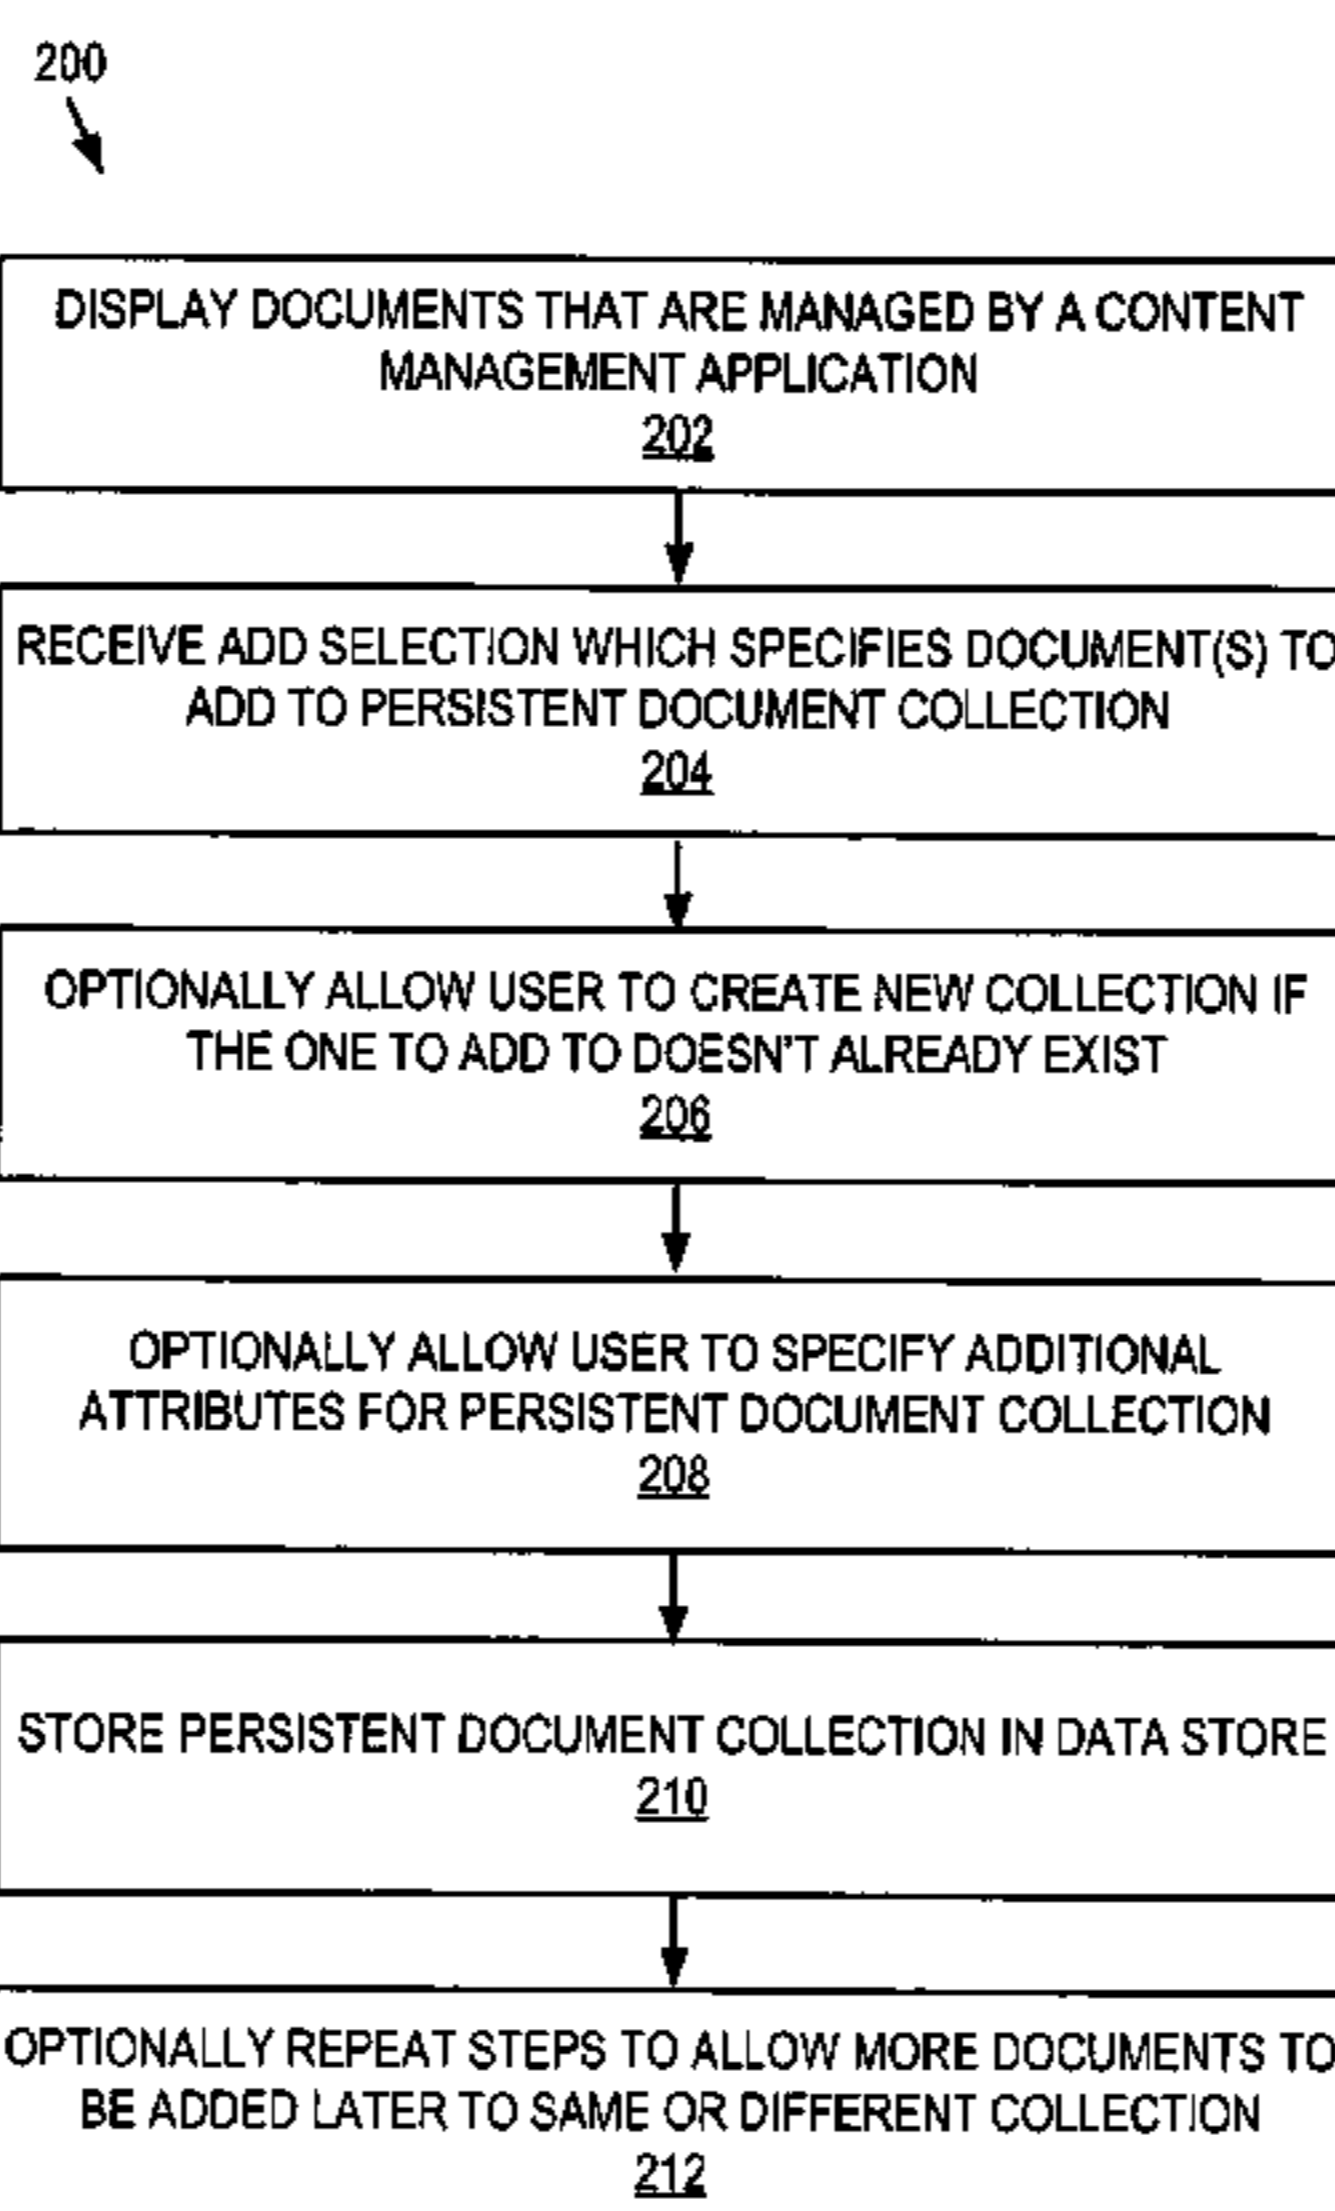 200
DISPLAY DOCUMENTS THAT ARE MANAGED BY A CONTENT
MANAGEMENT APPLICATION
202
RECEIVE ADD SELECTION WHICH SPECIFIES DOCUMENT(S) TO
ADD TO PERSISTENT DOCUMENT COLLECTION
204
OPTIONALLY ALLOW USER TO CREATE NEW COLLECTION IF
THE ONE TO ADD TO DOESN'T ALREADY EXIST
206
OPTIONALLY ALLOW USER TO SPECIFY ADDITIONAL
ATTRIBUTES FOR PERSISTENT DOCUMENT COLLECTION
208
STORE PERSISTENT DOCUMENT COLLECTION IN DATA STORE
210
OPTIONALLY REPEAT STEPS TO ALLOW MORE DOCUMENTS TO
BE ADDED LATER TO SAME OR DIFFERENT COLLECTION
212